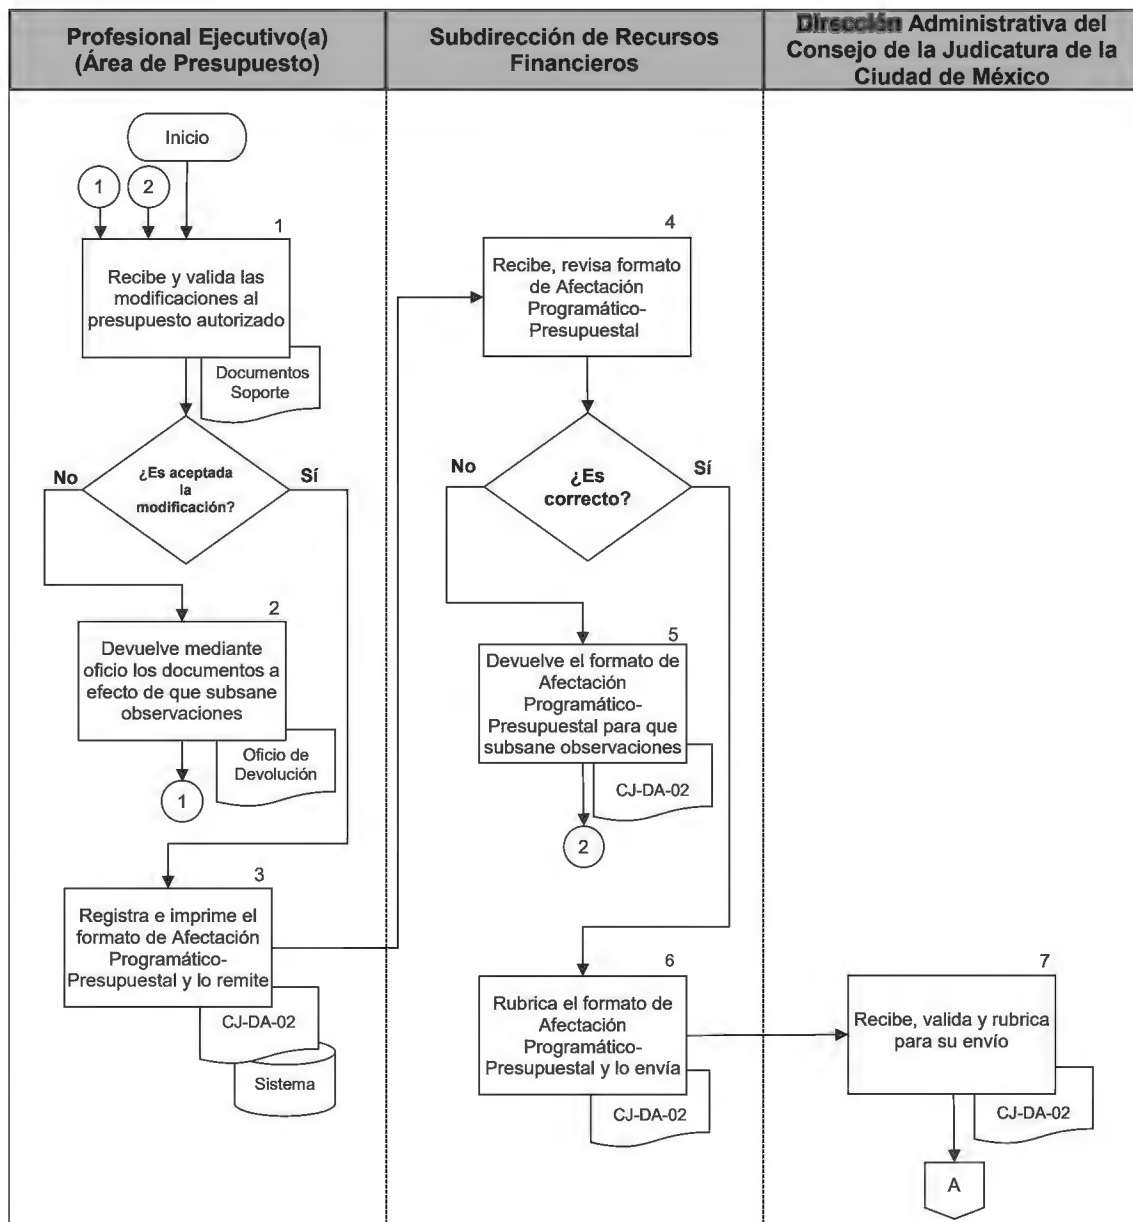 Profesional Ejecutivo(a)
(Área de Presupuesto)
Subdirección de Recursos
Financieros
Dirección Administrativa del
Consejo de la Judicatura de la
Ciudad de México
Inicio
1
2
1
Recibe y valida las
modificaciones al
presupuesto autorizado
Documentos
Soporte
¿Es aceptada
la
modificación?
No
Sí
2
Devuelve mediante
oficio los documentos a
efecto de que subsane
observaciones
Oficio de
Devolución
1
3
Registra e imprime el
formato de Afectación
Programático-
Presupuestal y lo remite
CJ-DA-02
Sistema
4
Recibe, revisa formato
de Afectación
Programático-
Presupuestal
No
¿Es
correcto?
Sí
5
Devuelve el formato de
Afectación
Programático-
Presupuestal para que
subsane observaciones
CJ-DA-02
2
6
Rubrica el formato de
Afectación
Programático-
Presupuestal y lo envía
CJ-DA-02
7
Recibe, valida y rubrica
para su envío
CJ-DA-02
A